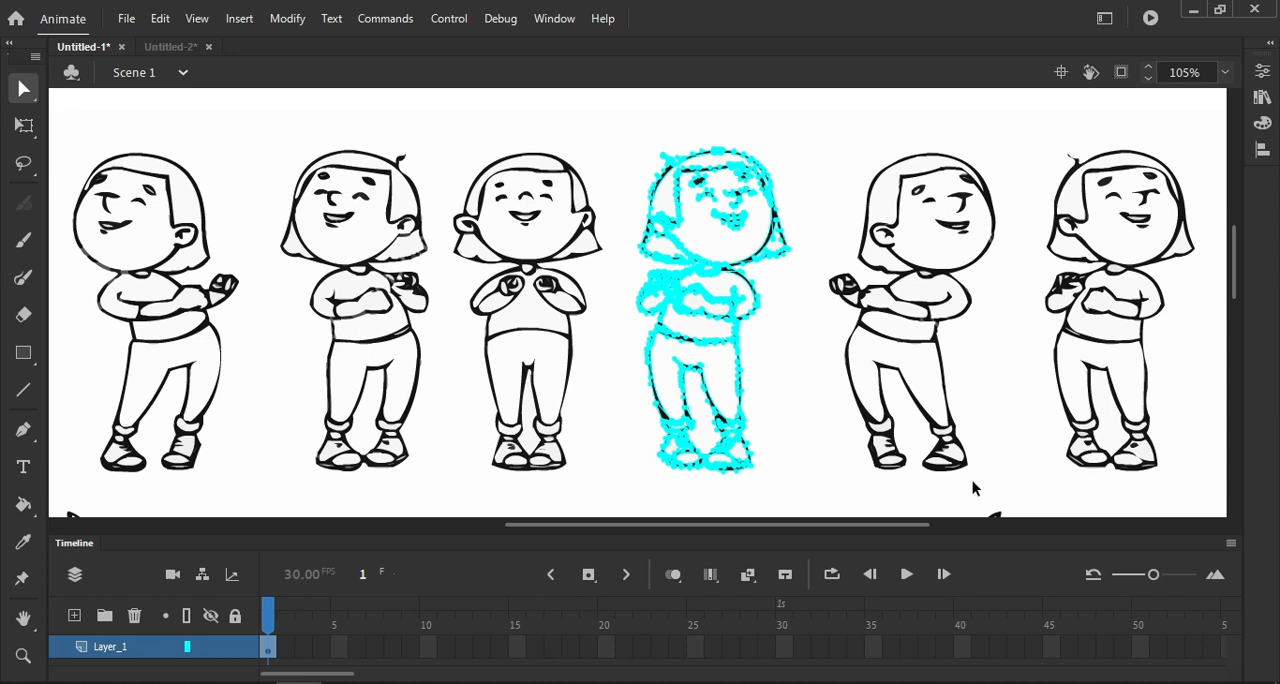 Animate File Edit View Insert Modify Text Commands Control Debug Window Help
Untitled-1* × Untitled-2* ×
Scene 1 105%
Timeline
30.00 FPS 1 F
1s
5 10 15 20 25 30 35 40 45 50 5
Layer_1